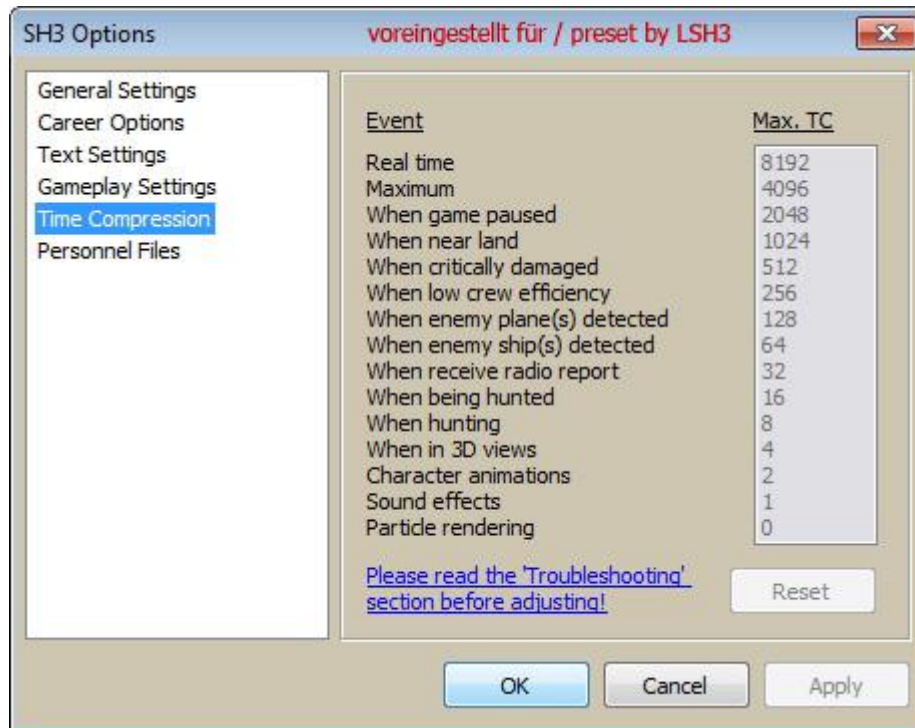 SH3 Options voreingestellt für / preset by LSH3
General Settings
Career Options
Text Settings
Gameplay Settings
Time Compression
Personnel Files
Event Max. TC
Real time 8192
Maximum 4096
When game paused 2048
When near land 1024
When critically damaged 512
When low crew efficiency 256
When enemy plane(s) detected 128
When enemy ship(s) detected 64
When receive radio report 32
When being hunted 16
When hunting 8
When in 3D views 4
Character animations 2
Sound effects 1
Particle rendering 0
Please read the 'Troubleshooting'
section before adjusting!
Reset
OK Cancel Apply